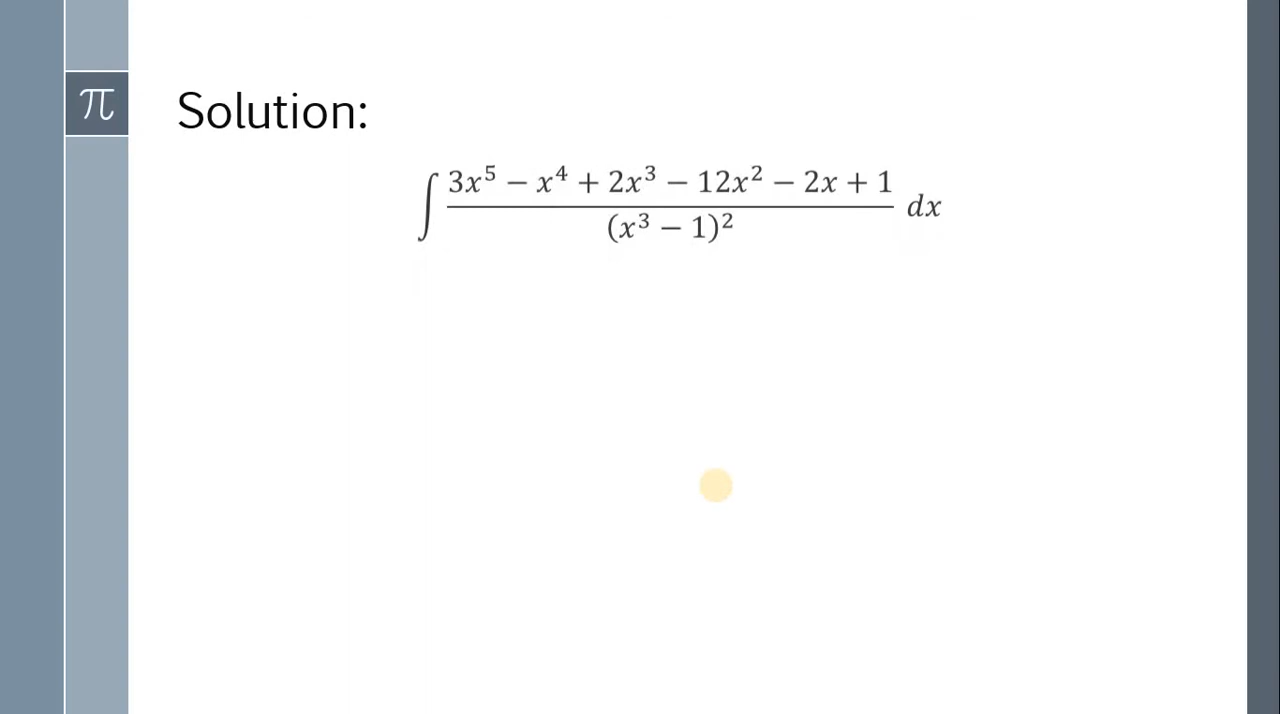 π
Solution:
∫ (3x⁵ − x⁴ + 2x³ − 12x² − 2x + 1) / (x³ − 1)² dx